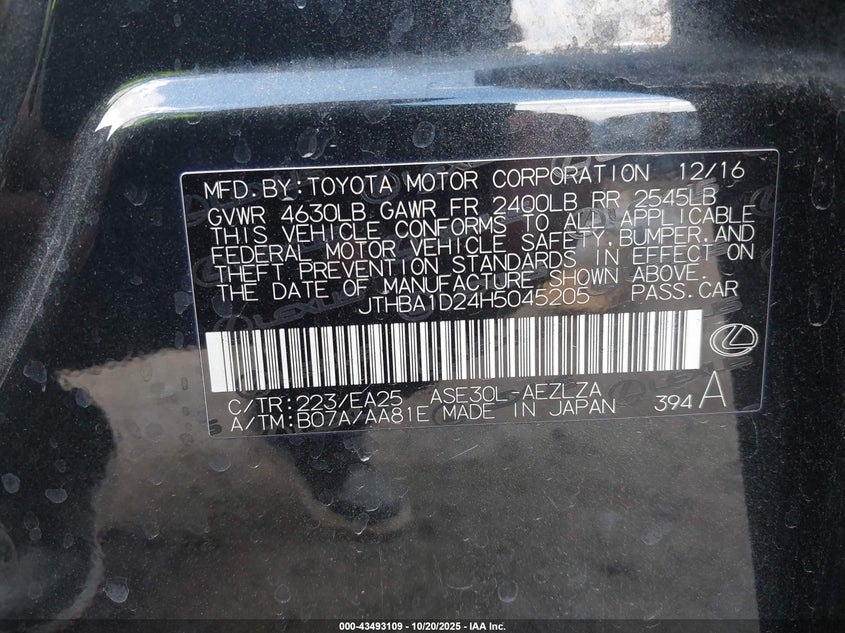 MFD.BY:TOYOTA MOTOR CORPORATION 12/16
GVWR 4630LB GAWR FR 2400LB RR 2545LB
THIS VEHICLE CONFORMS TO ALL APPLICABLE
FEDERAL MOTOR VEHICLE SAFETY,BUMPER,AND
THEFT PREVENTION STANDARDS IN EFFECT ON
THE DATE OF MANUFACTURE SHOWN ABOVE.
JTHBA1D24H5045205 PASS.CAR
C/TR:223/EA25 ASE30L-AEZLZA
A/TM:B07A/AA81E MADE IN JAPAN 394 A
000-43493109 - 10/20/2025 - IAA Inc.